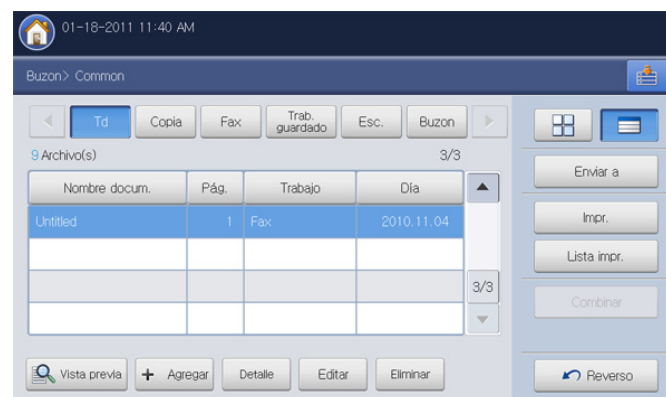 01-18-2011 11:40 AM
Buzon> Common
Td Copia Fax Trab. guardado Esc. Buzon
9 Archivo(s) 3/3
Nombre docum. Pág. Trabajo Día
Untitled 1 Fax 2010.11.04
3/3
Vista previa + Agregar Detalle Editar Eliminar
Enviar a
Impr.
Lista impr.
Combinar
Reverso